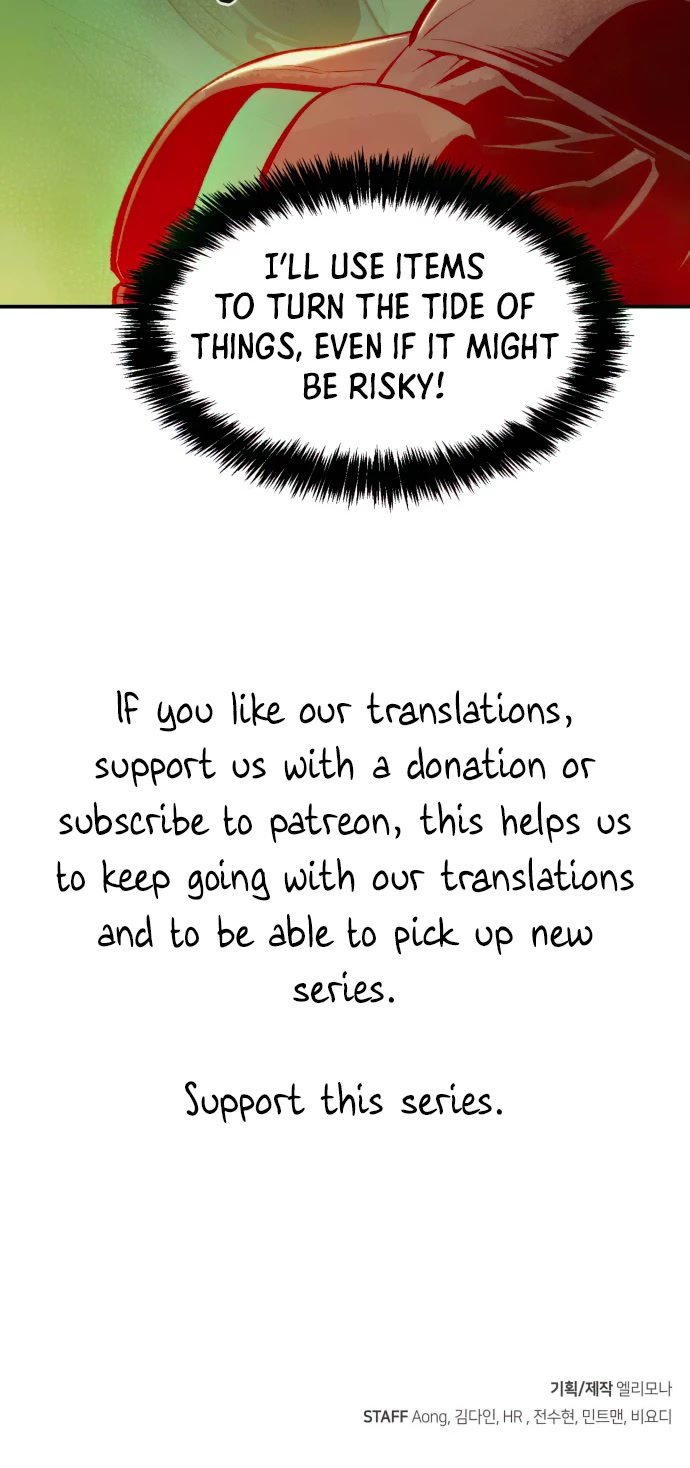 I'LL USE ITEMS
TO TURN THE TIDE OF
THINGS, EVEN IF IT MIGHT
BE RISKY!
If you like our translations,
support us with a donation or
subscribe to patreon, this helps us
to keep going with our translations
and to be able to pick up new
series.
Support this series.
기획/제작 엘리모나
STAFF Aong, 김다인, HR , 전수현, 민트맨, 비요디